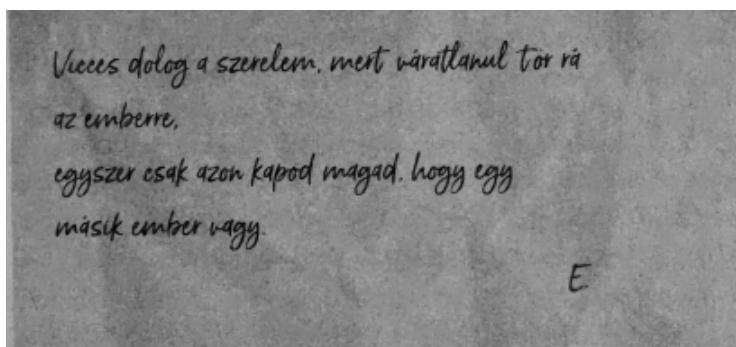 Vicces dolog a szerelem, mert váratlanul tör rá
az emberre,
egyszer csak azon kapod magad, hogy egy
másik ember vagy.
E